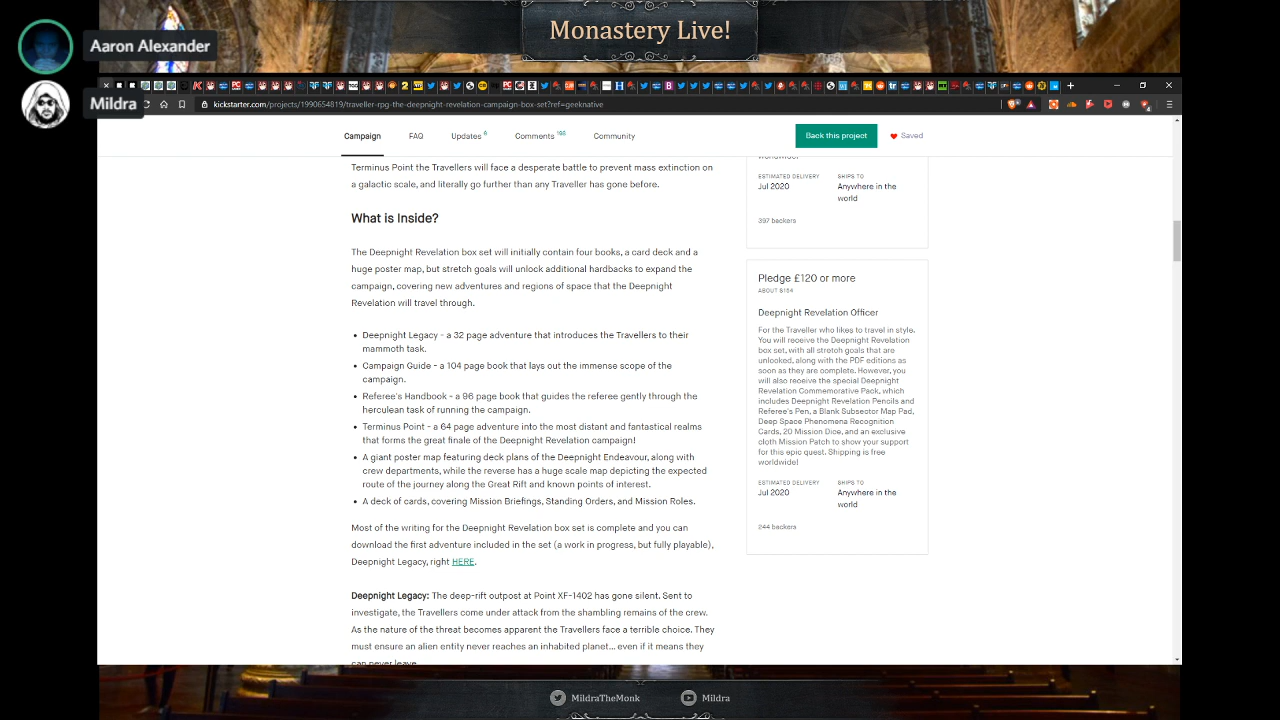 Monastery Live!
Aaron Alexander
Mildra
kickstarter.com/projects/1990654819/traveller-rpg-the-deepnight-revelation-campaign-box-set?ref=geeknative
Campaign FAQ Updates 8 Comments 196 Community Back this project Saved
Terminus Point the Travellers will face a desperate battle to prevent mass extinction on
a galactic scale, and literally go further than any Traveller has gone before.
What is Inside?
The Deepnight Revelation box set will initially contain four books, a card deck and a
huge poster map, but stretch goals will unlock additional hardbacks to expand the
campaign, covering new adventures and regions of space that the Deepnight
Revelation will travel through.
• Deepnight Legacy - a 32 page adventure that introduces the Travellers to their
mammoth task.
• Campaign Guide - a 104 page book that lays out the immense scope of the
campaign.
• Referee's Handbook - a 96 page book that guides the referee gently through the
herculean task of running the campaign.
• Terminus Point - a 64 page adventure into the most distant and fantastical realms
that forms the great finale of the Deepnight Revelation campaign!
• A giant poster map featuring deck plans of the Deepnight Endeavour, along with
crew departments, while the reverse has a huge scale map depicting the expected
route of the journey along the Great Rift and known points of interest.
• A deck of cards, covering Mission Briefings, Standing Orders, and Mission Roles.
Most of the writing for the Deepnight Revelation box set is complete and you can
download the first adventure included in the set (a work in progress, but fully playable),
Deepnight Legacy, right HERE.
Deepnight Legacy: The deep-rift outpost at Point XF-1402 has gone silent. Sent to
investigate, the Travellers come under attack from the shambling remains of the crew.
As the nature of the threat becomes apparent the Travellers face a terrible choice. They
must ensure an alien entity never reaches an inhabited planet... even if it means they
can never leave.
worldwide!
ESTIMATED DELIVERY SHIPS TO
Jul 2020 Anywhere in the
world
397 backers
Pledge £120 or more
ABOUT $154
Deepnight Revelation Officer
For the Traveller who likes to travel in style.
You will receive the Deepnight Revelation
box set, with all stretch goals that are
unlocked, along with the PDF editions as
soon as they are complete. However, you
will also receive the special Deepnight
Revelation Commemorative Pack, which
includes Deepnight Revelation Pencils and
Referee's Pen, a Blank Subsector Map Pad,
Deep Space Phenomena Recognition
Cards, 20 Mission Dice, and an exclusive
cloth Mission Patch to show your support
for this epic quest. Shipping is free
worldwide!
ESTIMATED DELIVERY SHIPS TO
Jul 2020 Anywhere in the
world
244 backers
MildraTheMonk Mildra